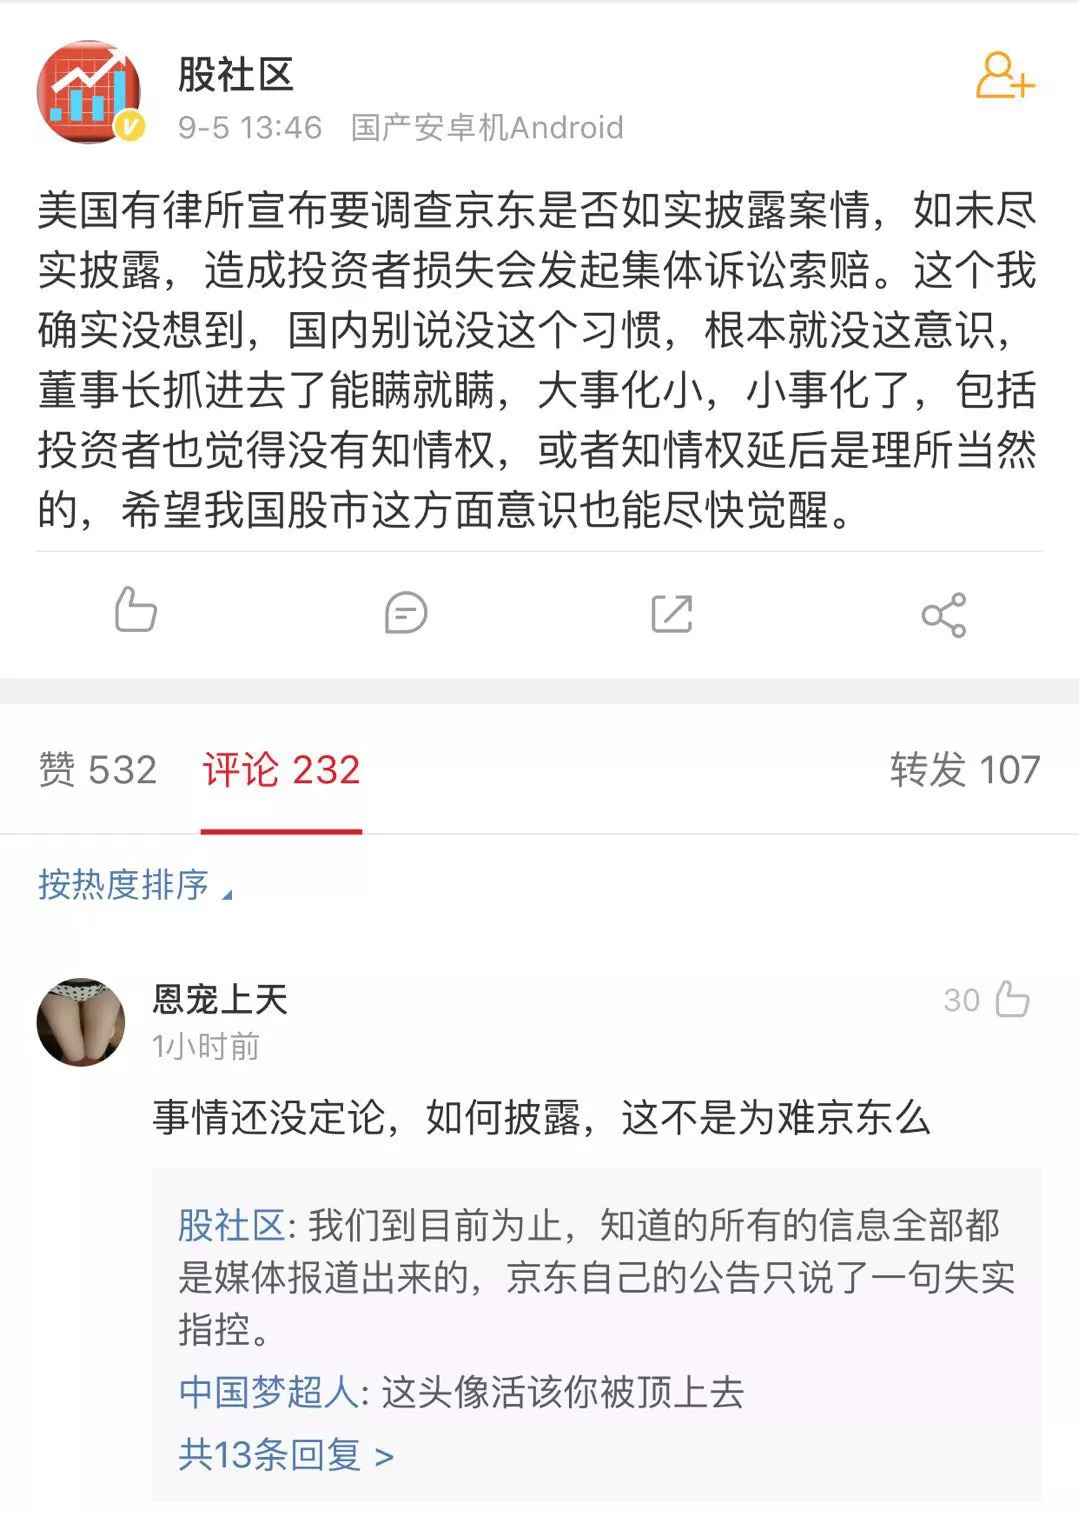 股社区
9-5 13:46 国产安卓机Android
美国有律所宣布要调查京东是否如实披露案情，如未尽
实披露，造成投资者损失会发起集体诉讼索赔。这个我
确实没想到，国内别说没这个习惯，根本就没这意识，
董事长抓进去了能瞒就瞒，大事化小，小事化了，包括
投资者也觉得没有知情权，或者知情权延后是理所当然
的，希望我国股市这方面意识也能尽快觉醒。
赞 532 评论 232 转发 107
按热度排序
恩宠上天 30
1小时前
事情还没定论，如何披露，这不是为难京东么
股社区: 我们到目前为止，知道的所有的信息全部都
是媒体报道出来的，京东自己的公告只说了一句失实
指控。
中国梦超人: 这头像活该你被顶上去
共13条回复 >